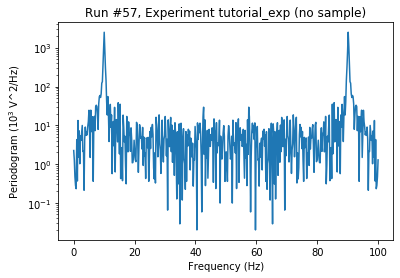 Run #57, Experiment tutorial_exp (no sample)
Periodogram (10³ V^2/Hz)
10³
10²
10¹
10⁰
10⁻¹
0 20 40 60 80 100
Frequency (Hz)